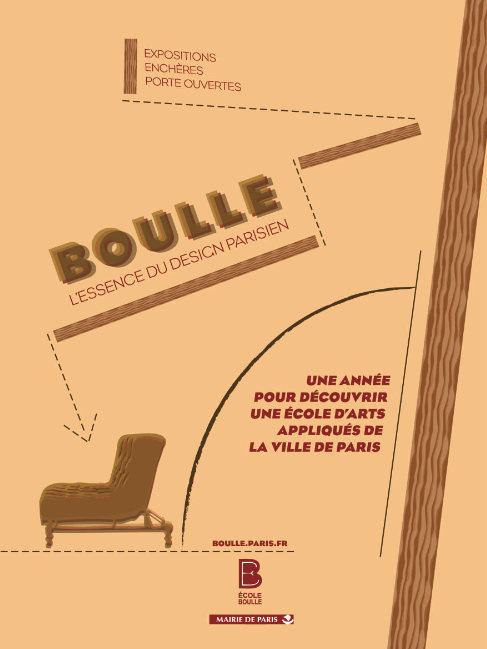 EXPOSITIONS
ENCHÈRES
PORTE OUVERTES
BOULLE
L'ESSENCE DU DESIGN PARISIEN
UNE ANNÉE
POUR DÉCOUVRIR
UNE ÉCOLE D'ARTS
APPLIQUÉS DE
LA VILLE DE PARIS
BOULLE.PARIS.FR
B
ÉCOLE
BOULLE
MAIRIE DE PARIS